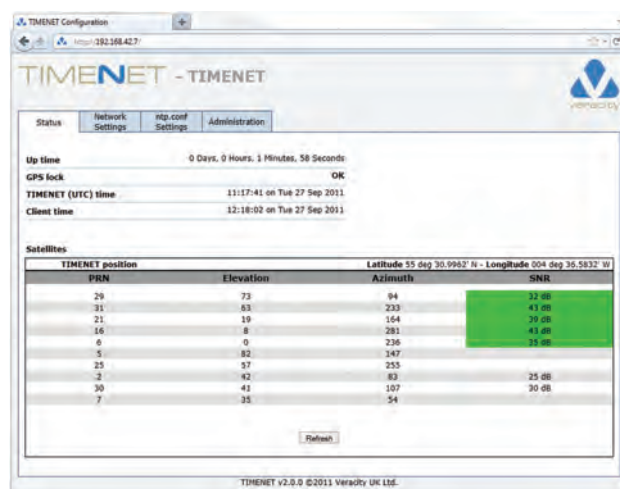 TIMENET Configuration
http://192.168.42.7
TIMENET - TIMENET
veracity
Status Network Settings ntp.conf Settings Administration
Up time 0 Days, 0 Hours, 1 Minutes, 58 Seconds
GPS lock OK
TIMENET (UTC) time 11:17:41 on Tue 27 Sep 2011
Client time 12:18:02 on Tue 27 Sep 2011
Satellites
TIMENET position Latitude 55 deg 30.9962' N - Longitude 004 deg 36.5832' W
PRN Elevation Azimuth SNR
29 73 94 32 dB
31 63 233 43 dB
21 19 164 39 dB
16 8 281 43 dB
6 0 236 35 dB
5 82 147
25 57 255
2 42 83 25 dB
30 41 107 30 dB
7 35 54
Refresh
TIMENET v2.0.0 ©2011 Veracity UK Ltd.